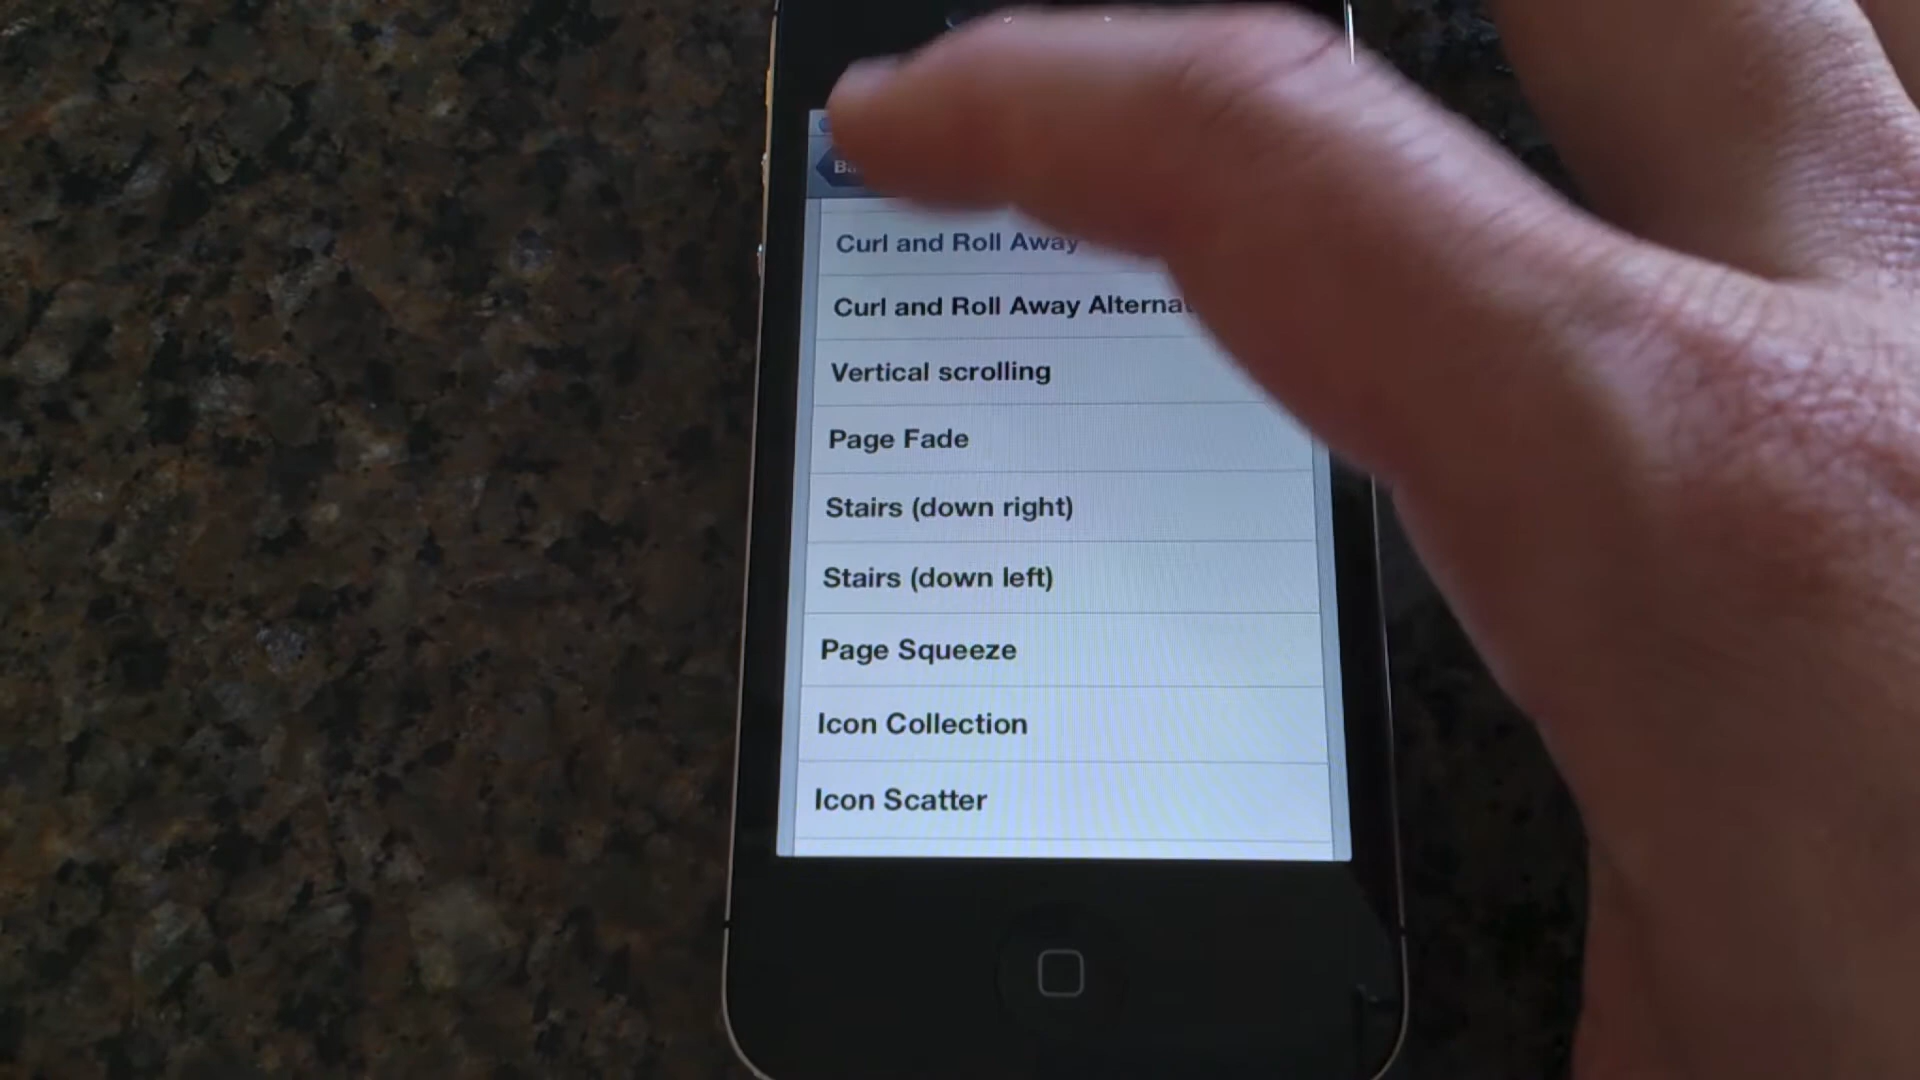 Curl and Roll Away
Curl and Roll Away
Vertical scrolling
Page Fade
Stairs (down right)
Stairs (down left)
Page Squeeze
Icon Collection
Icon Scatter